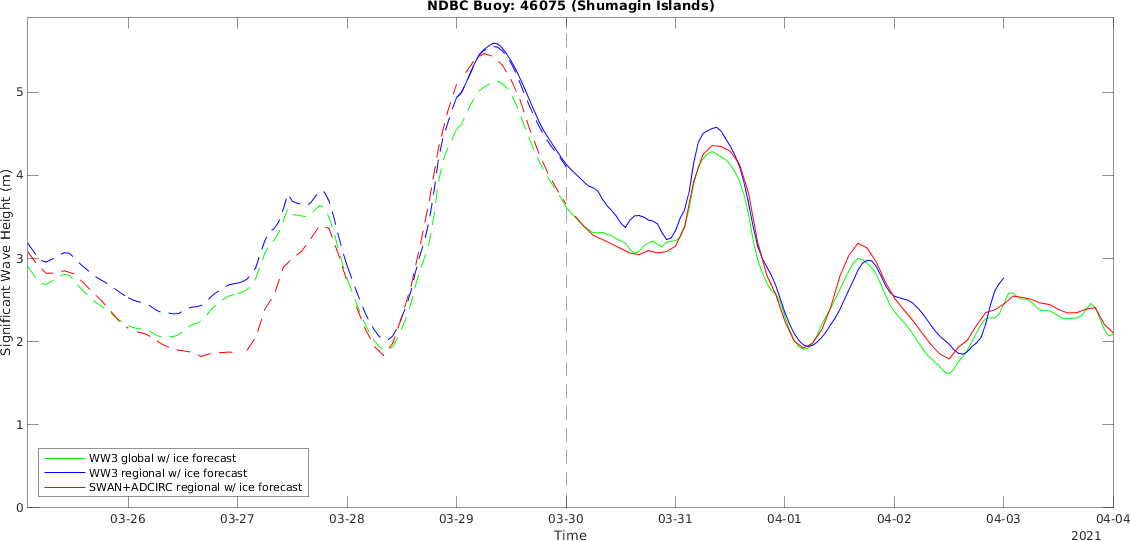 NDBC Buoy: 46075 (Shumagin Islands)
Significant Wave Height (m)
5
4
3
2
1
0
WW3 global w/ ice forecast
WW3 regional w/ ice forecast
SWAN+ADCIRC regional w/ ice forecast
03-26 03-27 03-28 03-29 03-30 03-31 04-01 04-02 04-03 04-04
Time 2021